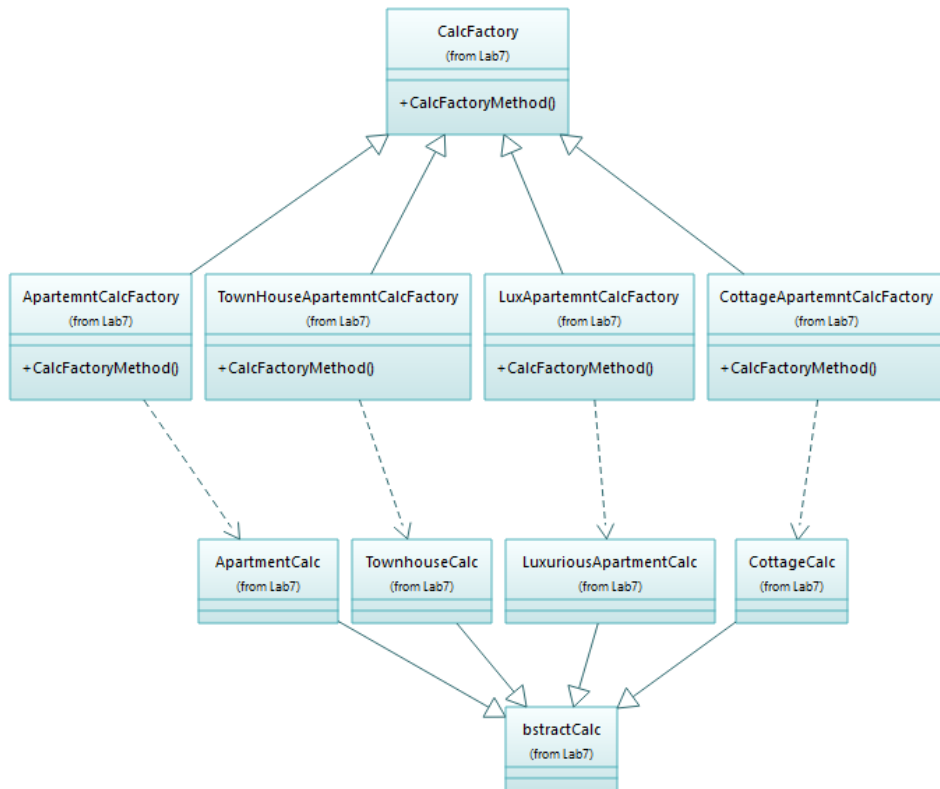 CalcFactory
(from Lab7)
+CalcFactoryMethod()
ApartemntCalcFactory
(from Lab7)
+CalcFactoryMethod()
TownHouseApartemntCalcFactory
(from Lab7)
+CalcFactoryMethod()
LuxApartemntCalcFactory
(from Lab7)
+CalcFactoryMethod()
CottageApartemntCalcFactory
(from Lab7)
+CalcFactoryMethod()
ApartmentCalc
(from Lab7)
TownhouseCalc
(from Lab7)
LuxuriousApartmentCalc
(from Lab7)
CottageCalc
(from Lab7)
bstractCalc
(from Lab7)